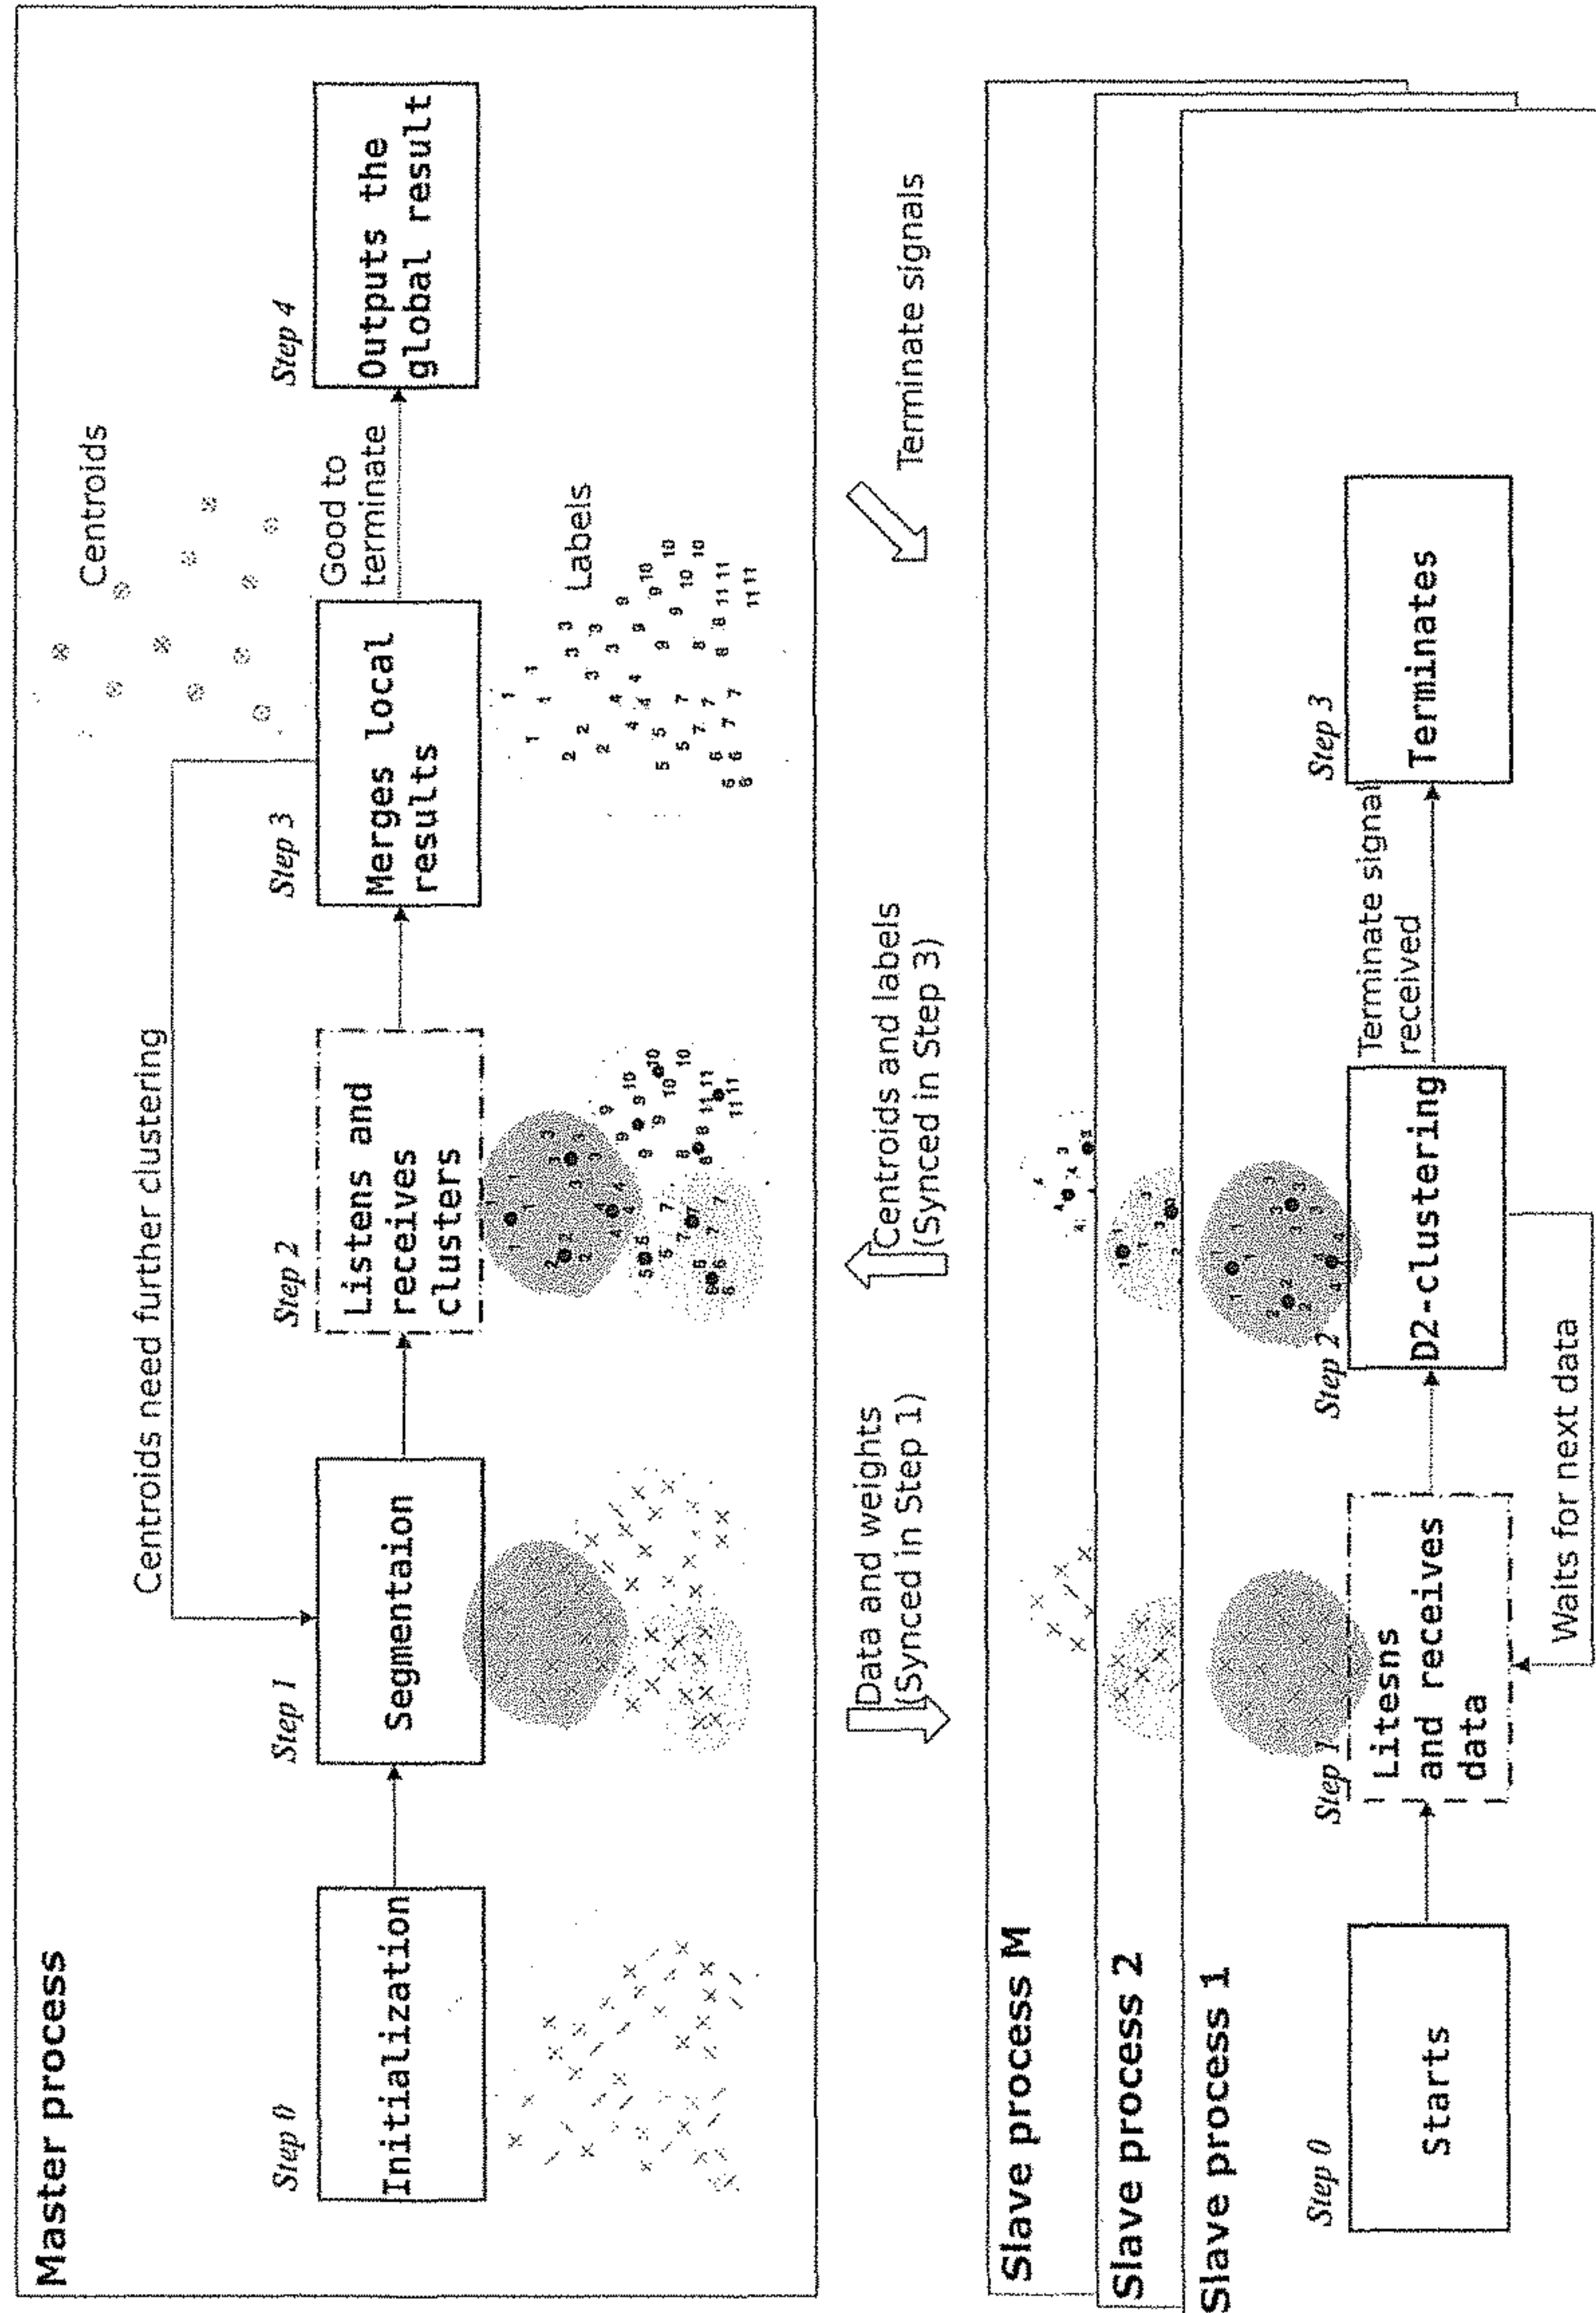 Master process
Step 0
Initialization
Step 1
Segmentaion
Step 2
Listens and
receives
clusters
Step 3
Merges local
results
Step 4
Outputs the
global result
Centroids need further clustering
Centroids
Good to
terminate
Labels
Data and weights
(Synced in Step 1)
Centroids and labels
(Synced in Step 3)
Terminate signals
Slave process M
Slave process 2
Slave process 1
Step 0
Starts
Step 1
Litesns
and receives
data
Step 2
D2-clustering
Terminate signal
received
Step 3
Terminates
Waits for next data